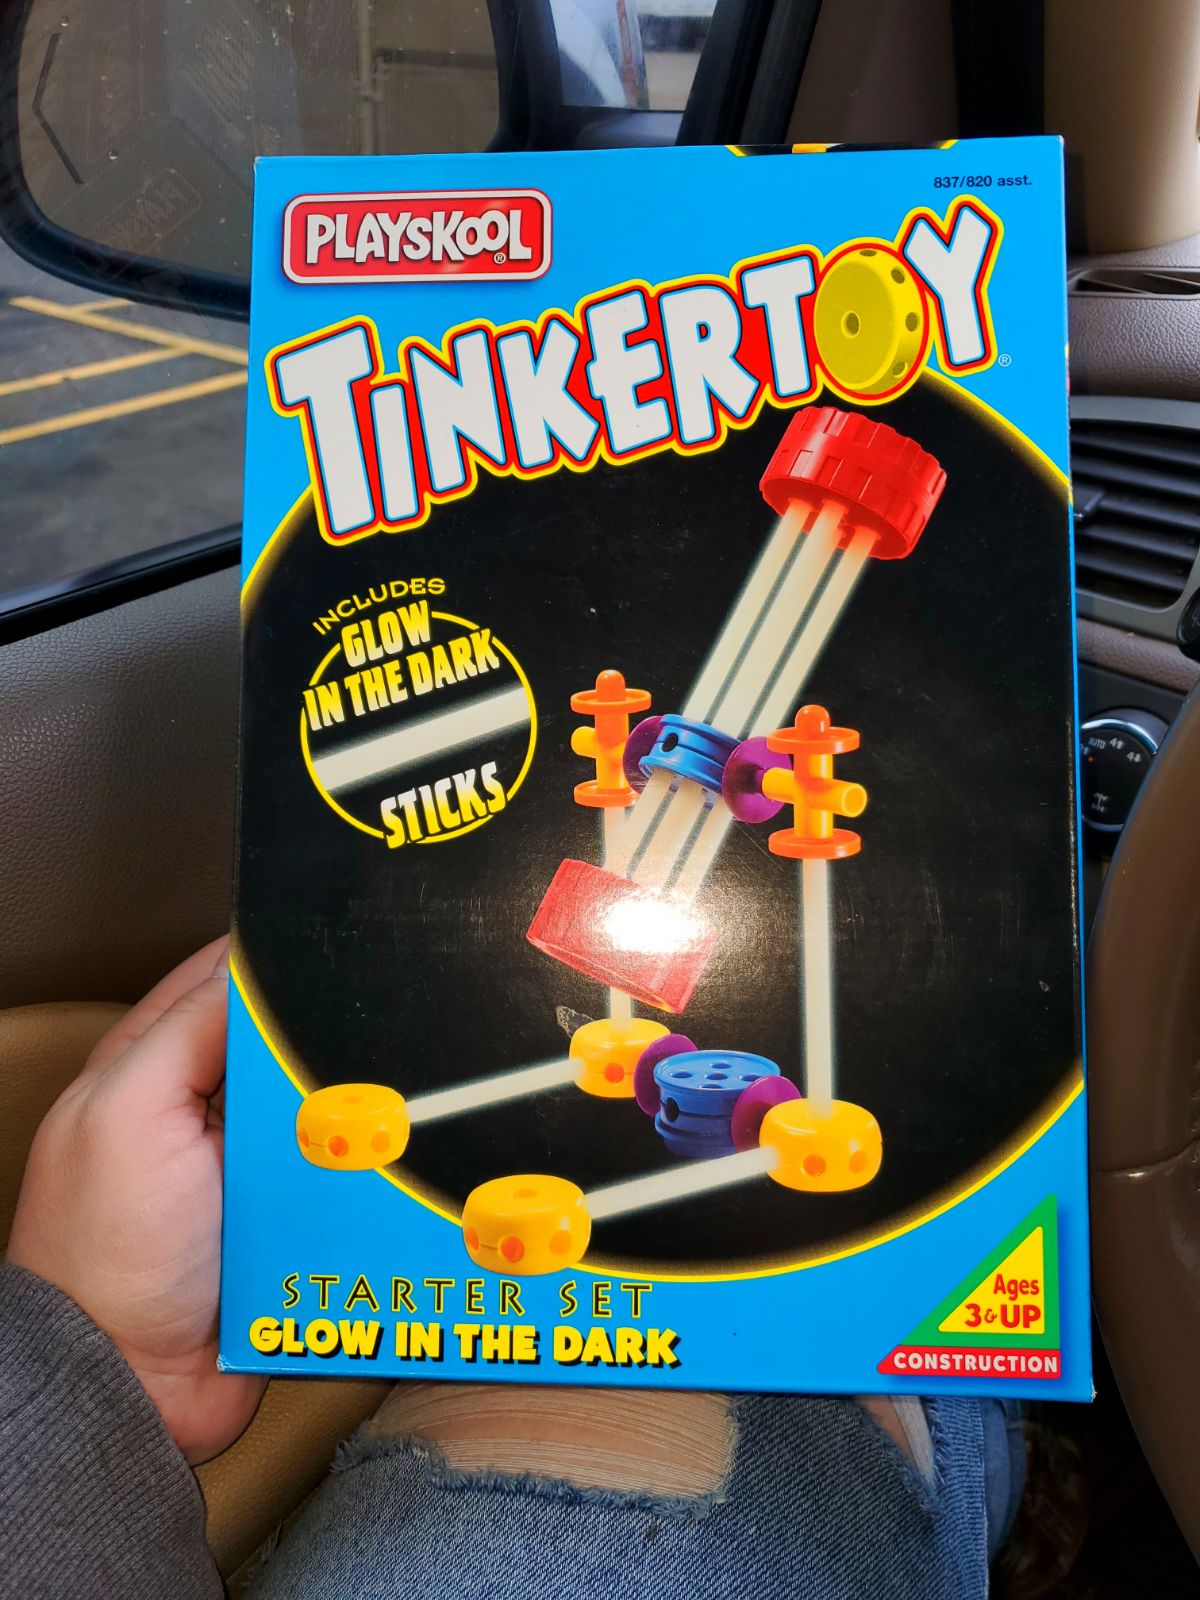 837/820 asst.
PLAYSKOOL®
TINKERTOY®
INCLUDES
GLOW
IN THE DARK
STICKS
STARTER SET
GLOW IN THE DARK
Ages
3 & UP
CONSTRUCTION
AUTO